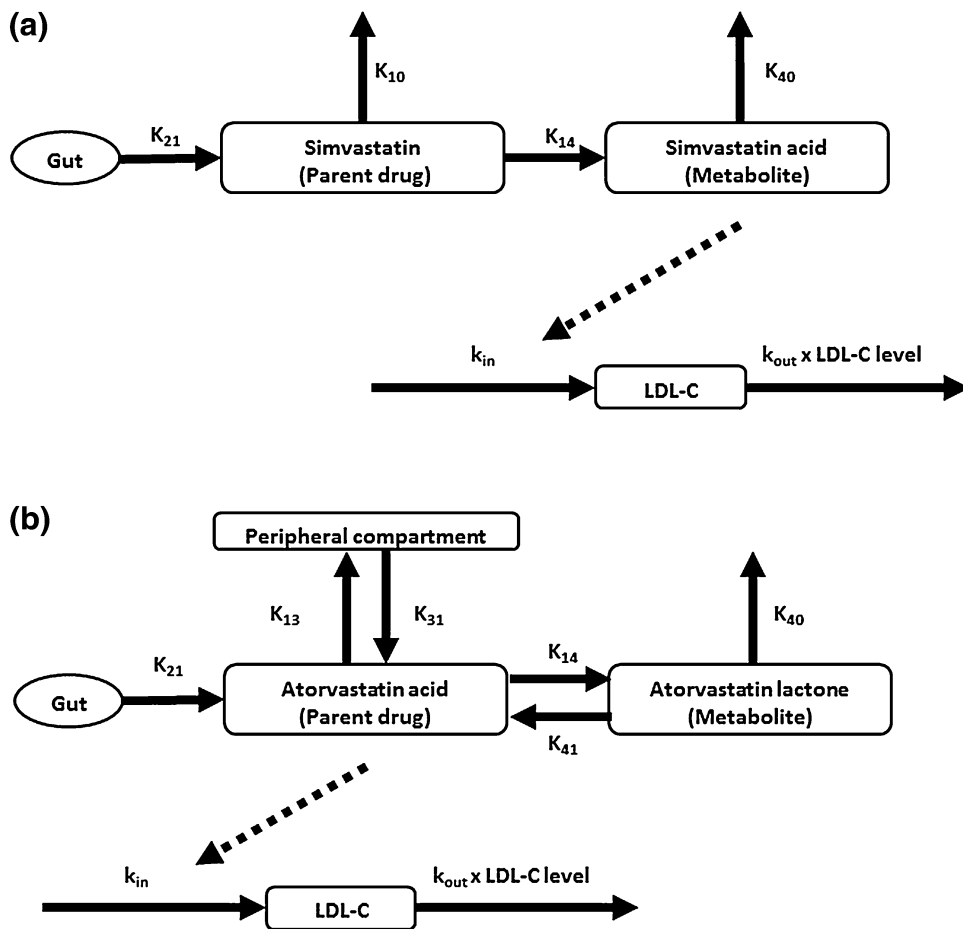 (a)
K10
K40
K21
Gut
Simvastatin
(Parent drug)
K14
Simvastatin acid
(Metabolite)
kin
kout x LDL-C level
LDL-C
(b)
Peripheral compartment
K13
K31
K40
K21
Gut
Atorvastatin acid
(Parent drug)
K14
K41
Atorvastatin lactone
(Metabolite)
kin
kout x LDL-C level
LDL-C